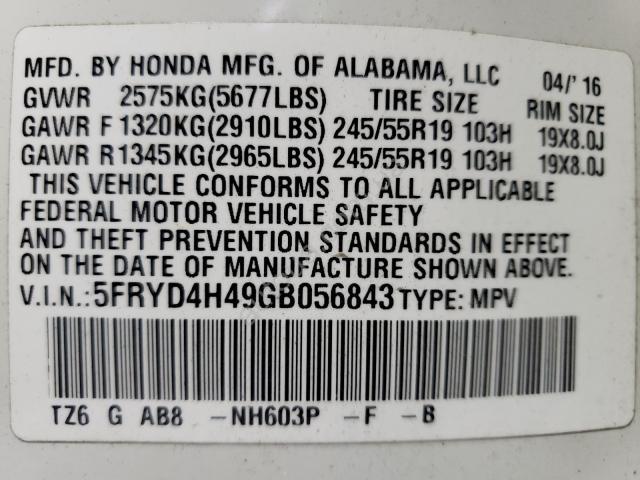 MFD. BY HONDA MFG. OF ALABAMA, LLC 04/'16
GVWR 2575KG(5677LBS) TIRE SIZE RIM SIZE
GAWR F 1320KG(2910LBS) 245/55R19 103H 19X8.0J
GAWR R 1345KG(2965LBS) 245/55R19 103H 19X8.0J
THIS VEHICLE CONFORMS TO ALL APPLICABLE
FEDERAL MOTOR VEHICLE SAFETY
AND THEFT PREVENTION STANDARDS IN EFFECT
ON THE DATE OF MANUFACTURE SHOWN ABOVE.
V.I.N.: 5FRYD4H49GB056843 TYPE: MPV
TZ6 G AB8 -NH603P -F -B